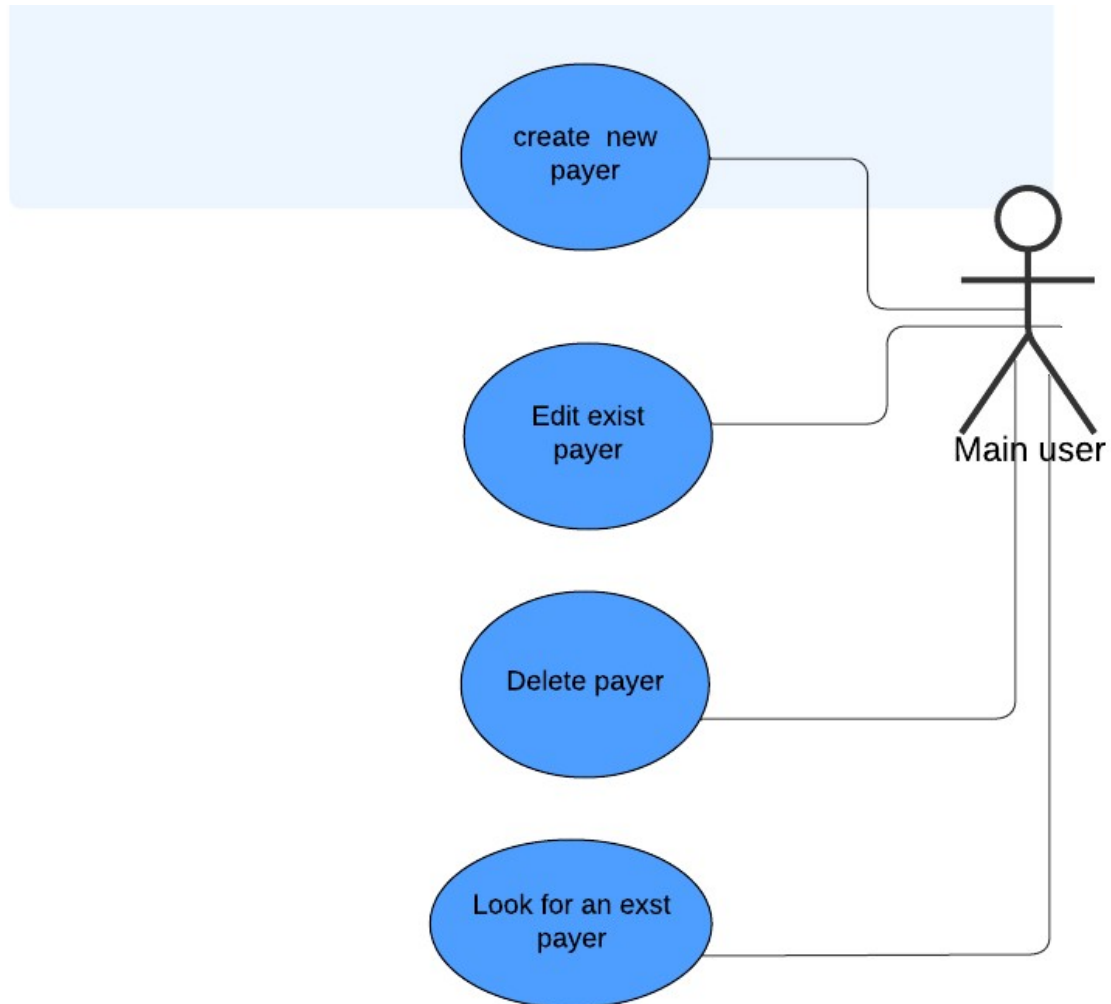 create new
payer
Edit exist
payer
Main user
Delete payer
Look for an exst
payer